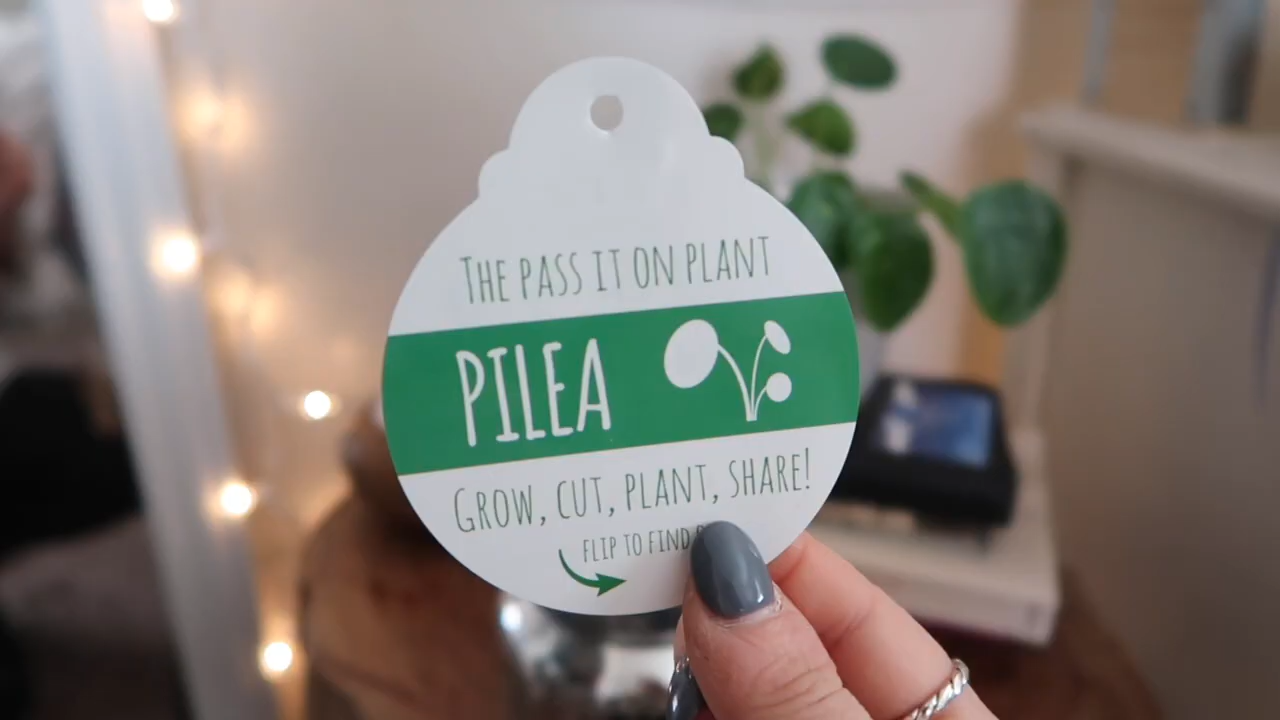 THE PASS IT ON PLANT
PILEA
GROW, CUT, PLANT, SHARE!
FLIP TO FIND